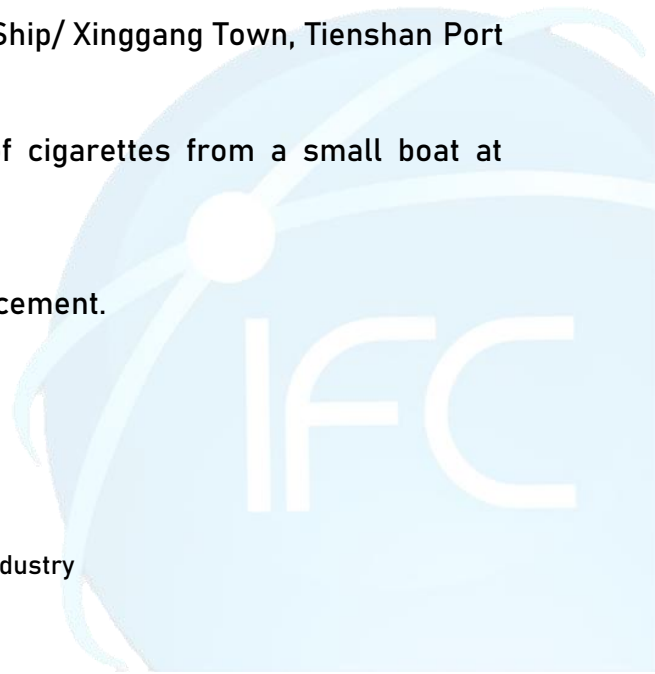 Ship/ Xinggang Town, Tienshan Port
f cigarettes from a small boat at
cement.
IFC
dustry